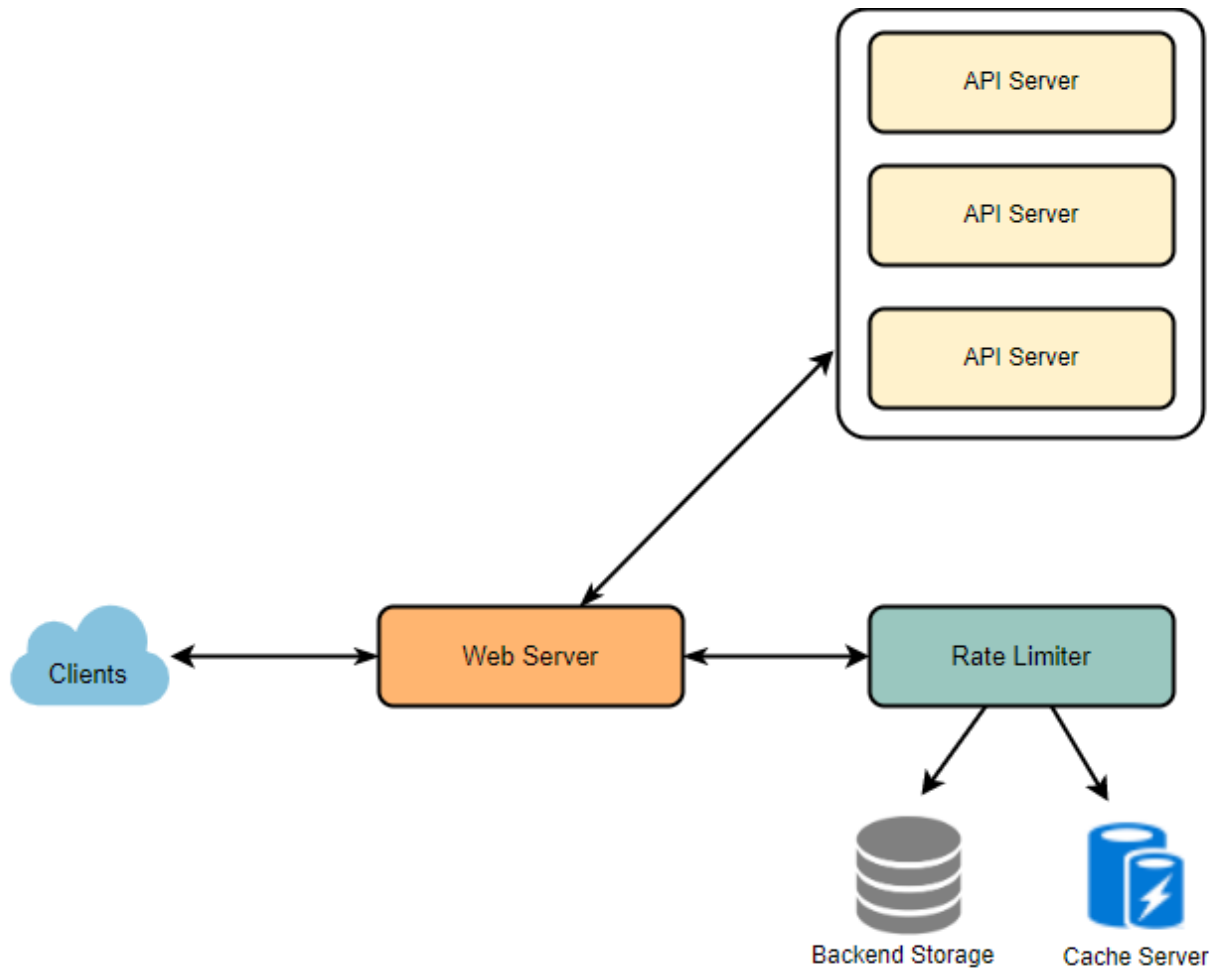 API Server
API Server
API Server
Clients
Web Server
Rate Limiter
Backend Storage
Cache Server